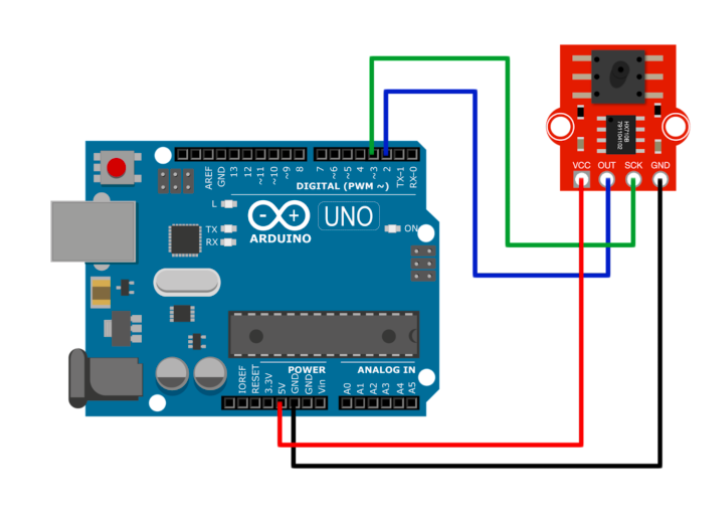 HX710B
791104102
VCC OUT SCK GND
AREF
GND
13
12
~11
~10
~9
8
7
~6
~5
4
~3
2
TX-1
RX-0
DIGITAL (PWM ~)
L
TX
RX
UNO
ARDUINO
ON
POWER
ANALOG IN
IOREF
RESET
3.3V
5V
GND
GND
Vin
A0
A1
A2
A3
A4
A5